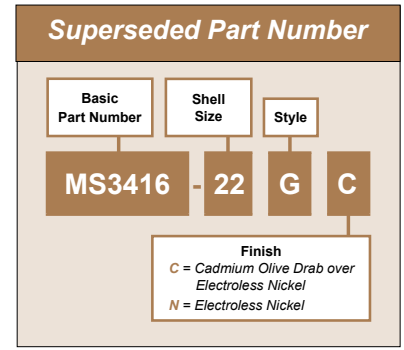 Superseded Part Number
Basic
Part Number
Shell
Size
Style
MS3416 - 22 G C
Finish
C = Cadmium Olive Drab over
Electroless Nickel
N = Electroless Nickel